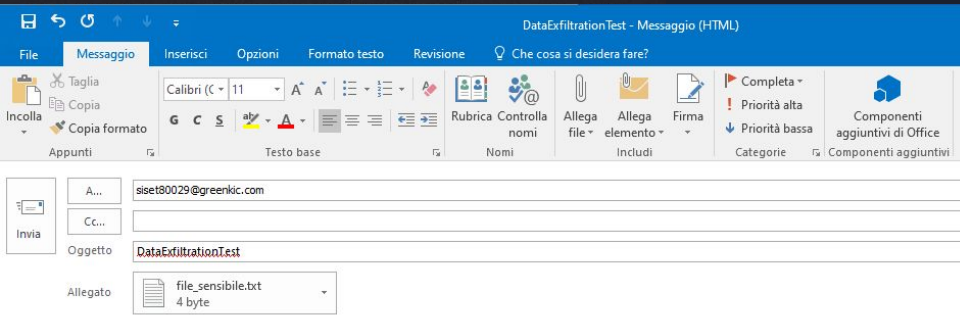 DataExfiltrationTest - Messaggio (HTML)
File Messaggio Inserisci Opzioni Formato testo Revisione Che cosa si desidera fare?
Incolla
Taglia
Copia
Copia formato
Appunti
Calibri (C 11
G C S
Testo base
Rubrica Controlla nomi
Nomi
Allega file
Allega elemento
Firma
Includi
Completa
Priorità alta
Priorità bassa
Categorie
Componenti
aggiuntivi di Office
Componenti aggiuntivi
Invia
A... siset80029@greenkic.com
Cc...
Oggetto DataExfiltrationTest
Allegato file_sensibile.txt
4 byte